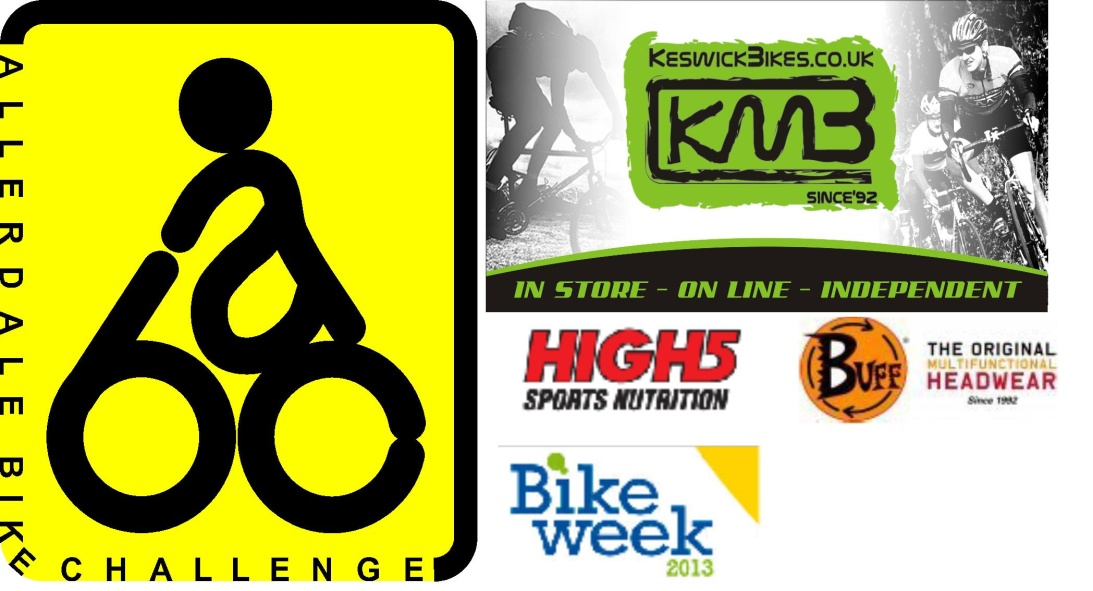 ALLERDALE BIKE CHALLENGE
KESWICKBIKES.CO.UK
KMB
SINCE'92
IN STORE - ON LINE - INDEPENDENT
HIGH5
SPORTS NUTRITION
BUFF
®
THE ORIGINAL
MULTIFUNCTIONAL
HEADWEAR
Since 1992
Bike
week
2013